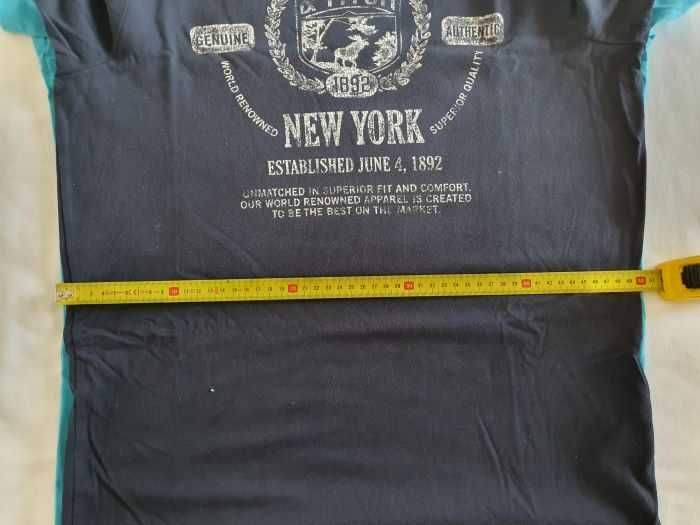 GENUINE
AUTHENTIC
1892
WORLD RENOWNED
SUPERIOR QUALITY
NEW YORK
ESTABLISHED JUNE 4, 1892
UNMATCHED IN SUPERIOR FIT AND COMFORT.
OUR WORLD RENOWNED APPAREL IS CREATED
TO BE THE BEST ON THE MARKET.